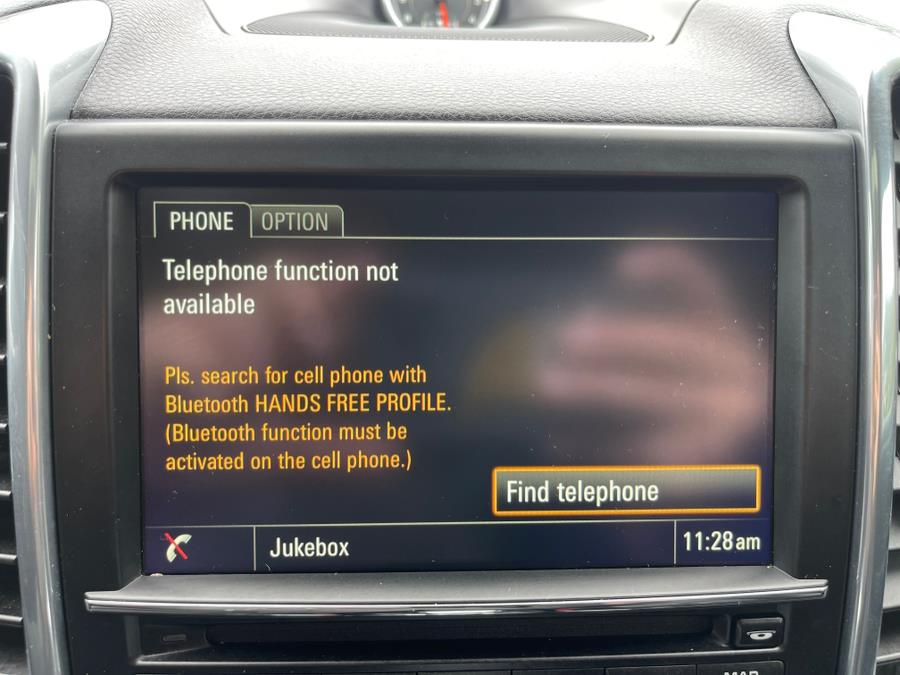 PHONE OPTION
Telephone function not
available
Pls. search for cell phone with
Bluetooth HANDS FREE PROFILE.
(Bluetooth function must be
activated on the cell phone.)
Find telephone
Jukebox 11:28am
MAP